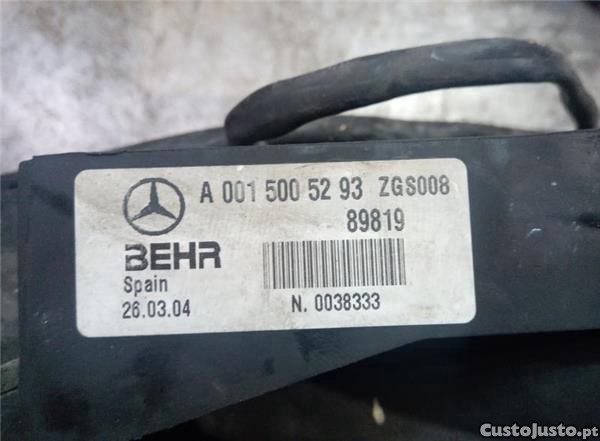 A 001 500 52 93 ZGS008
89819
BEHR
Spain
26.03.04
N. 0038333
CustoJusto.pt